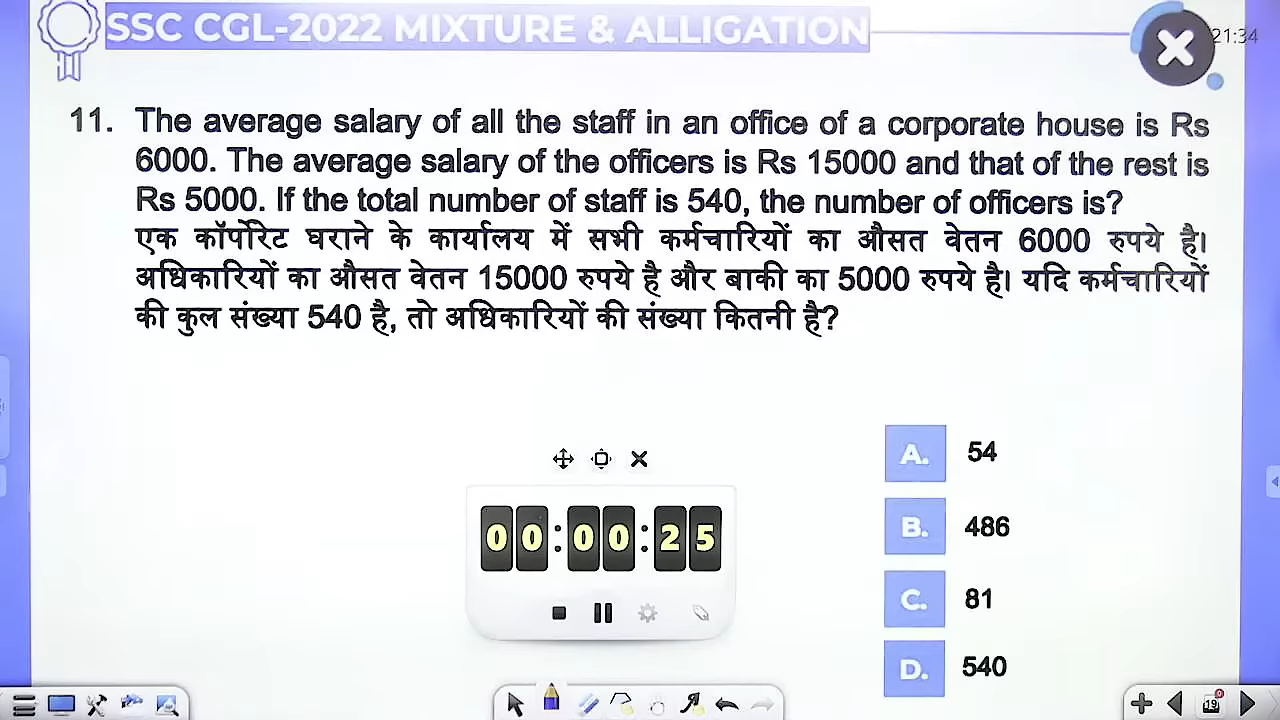 SSC CGL-2022 MIXTURE & ALLIGATION
21:34
11. The average salary of all the staff in an office of a corporate house is Rs
6000. The average salary of the officers is Rs 15000 and that of the rest is
Rs 5000. If the total number of staff is 540, the number of officers is?
एक कॉर्पोरेट घराने के कार्यालय में सभी कर्मचारियों का औसत वेतन 6000 रुपये है।
अधिकारियों का औसत वेतन 15000 रुपये है और बाकी का 5000 रुपये है। यदि कर्मचारियों
की कुल संख्या 540 है, तो अधिकारियों की संख्या कितनी है?
A. 54
B. 486
00:00:25
C. 81
D. 540
19
0